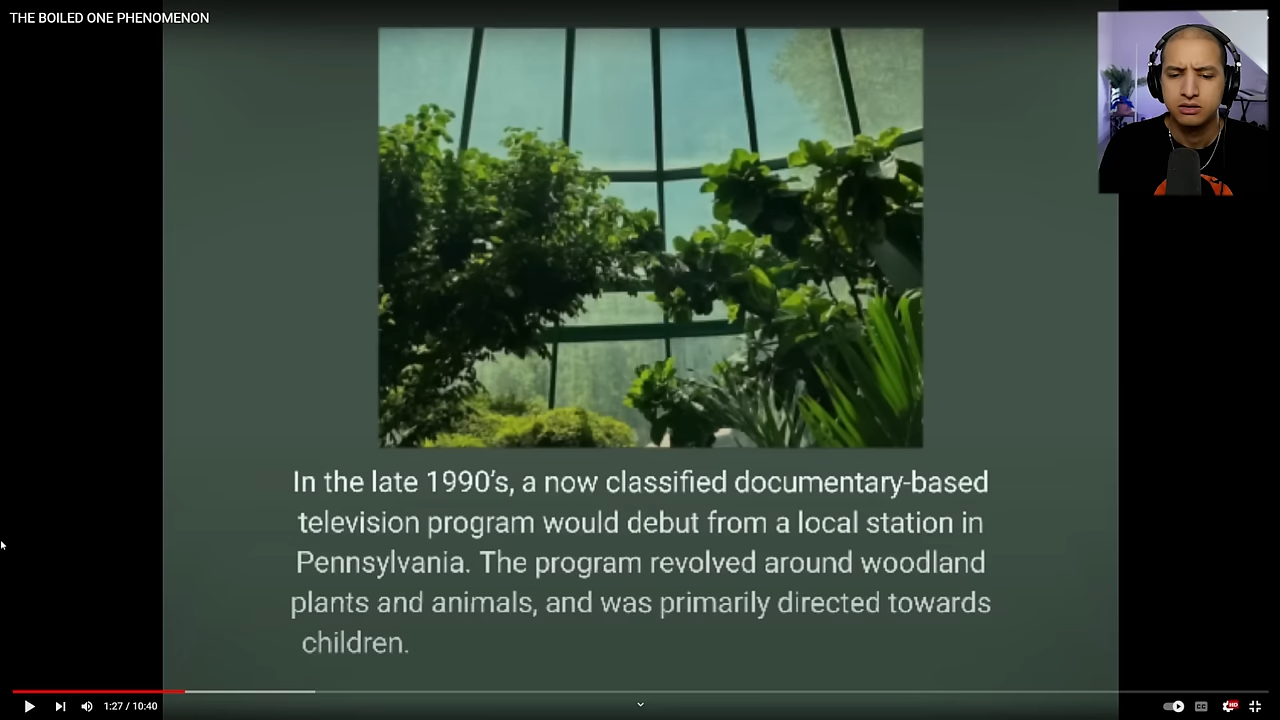 THE BOILED ONE PHENOMENON
In the late 1990's, a now classified documentary-based
television program would debut from a local station in
Pennsylvania. The program revolved around woodland
plants and animals, and was primarily directed towards
children.
1:27 / 10:40
CC
HD